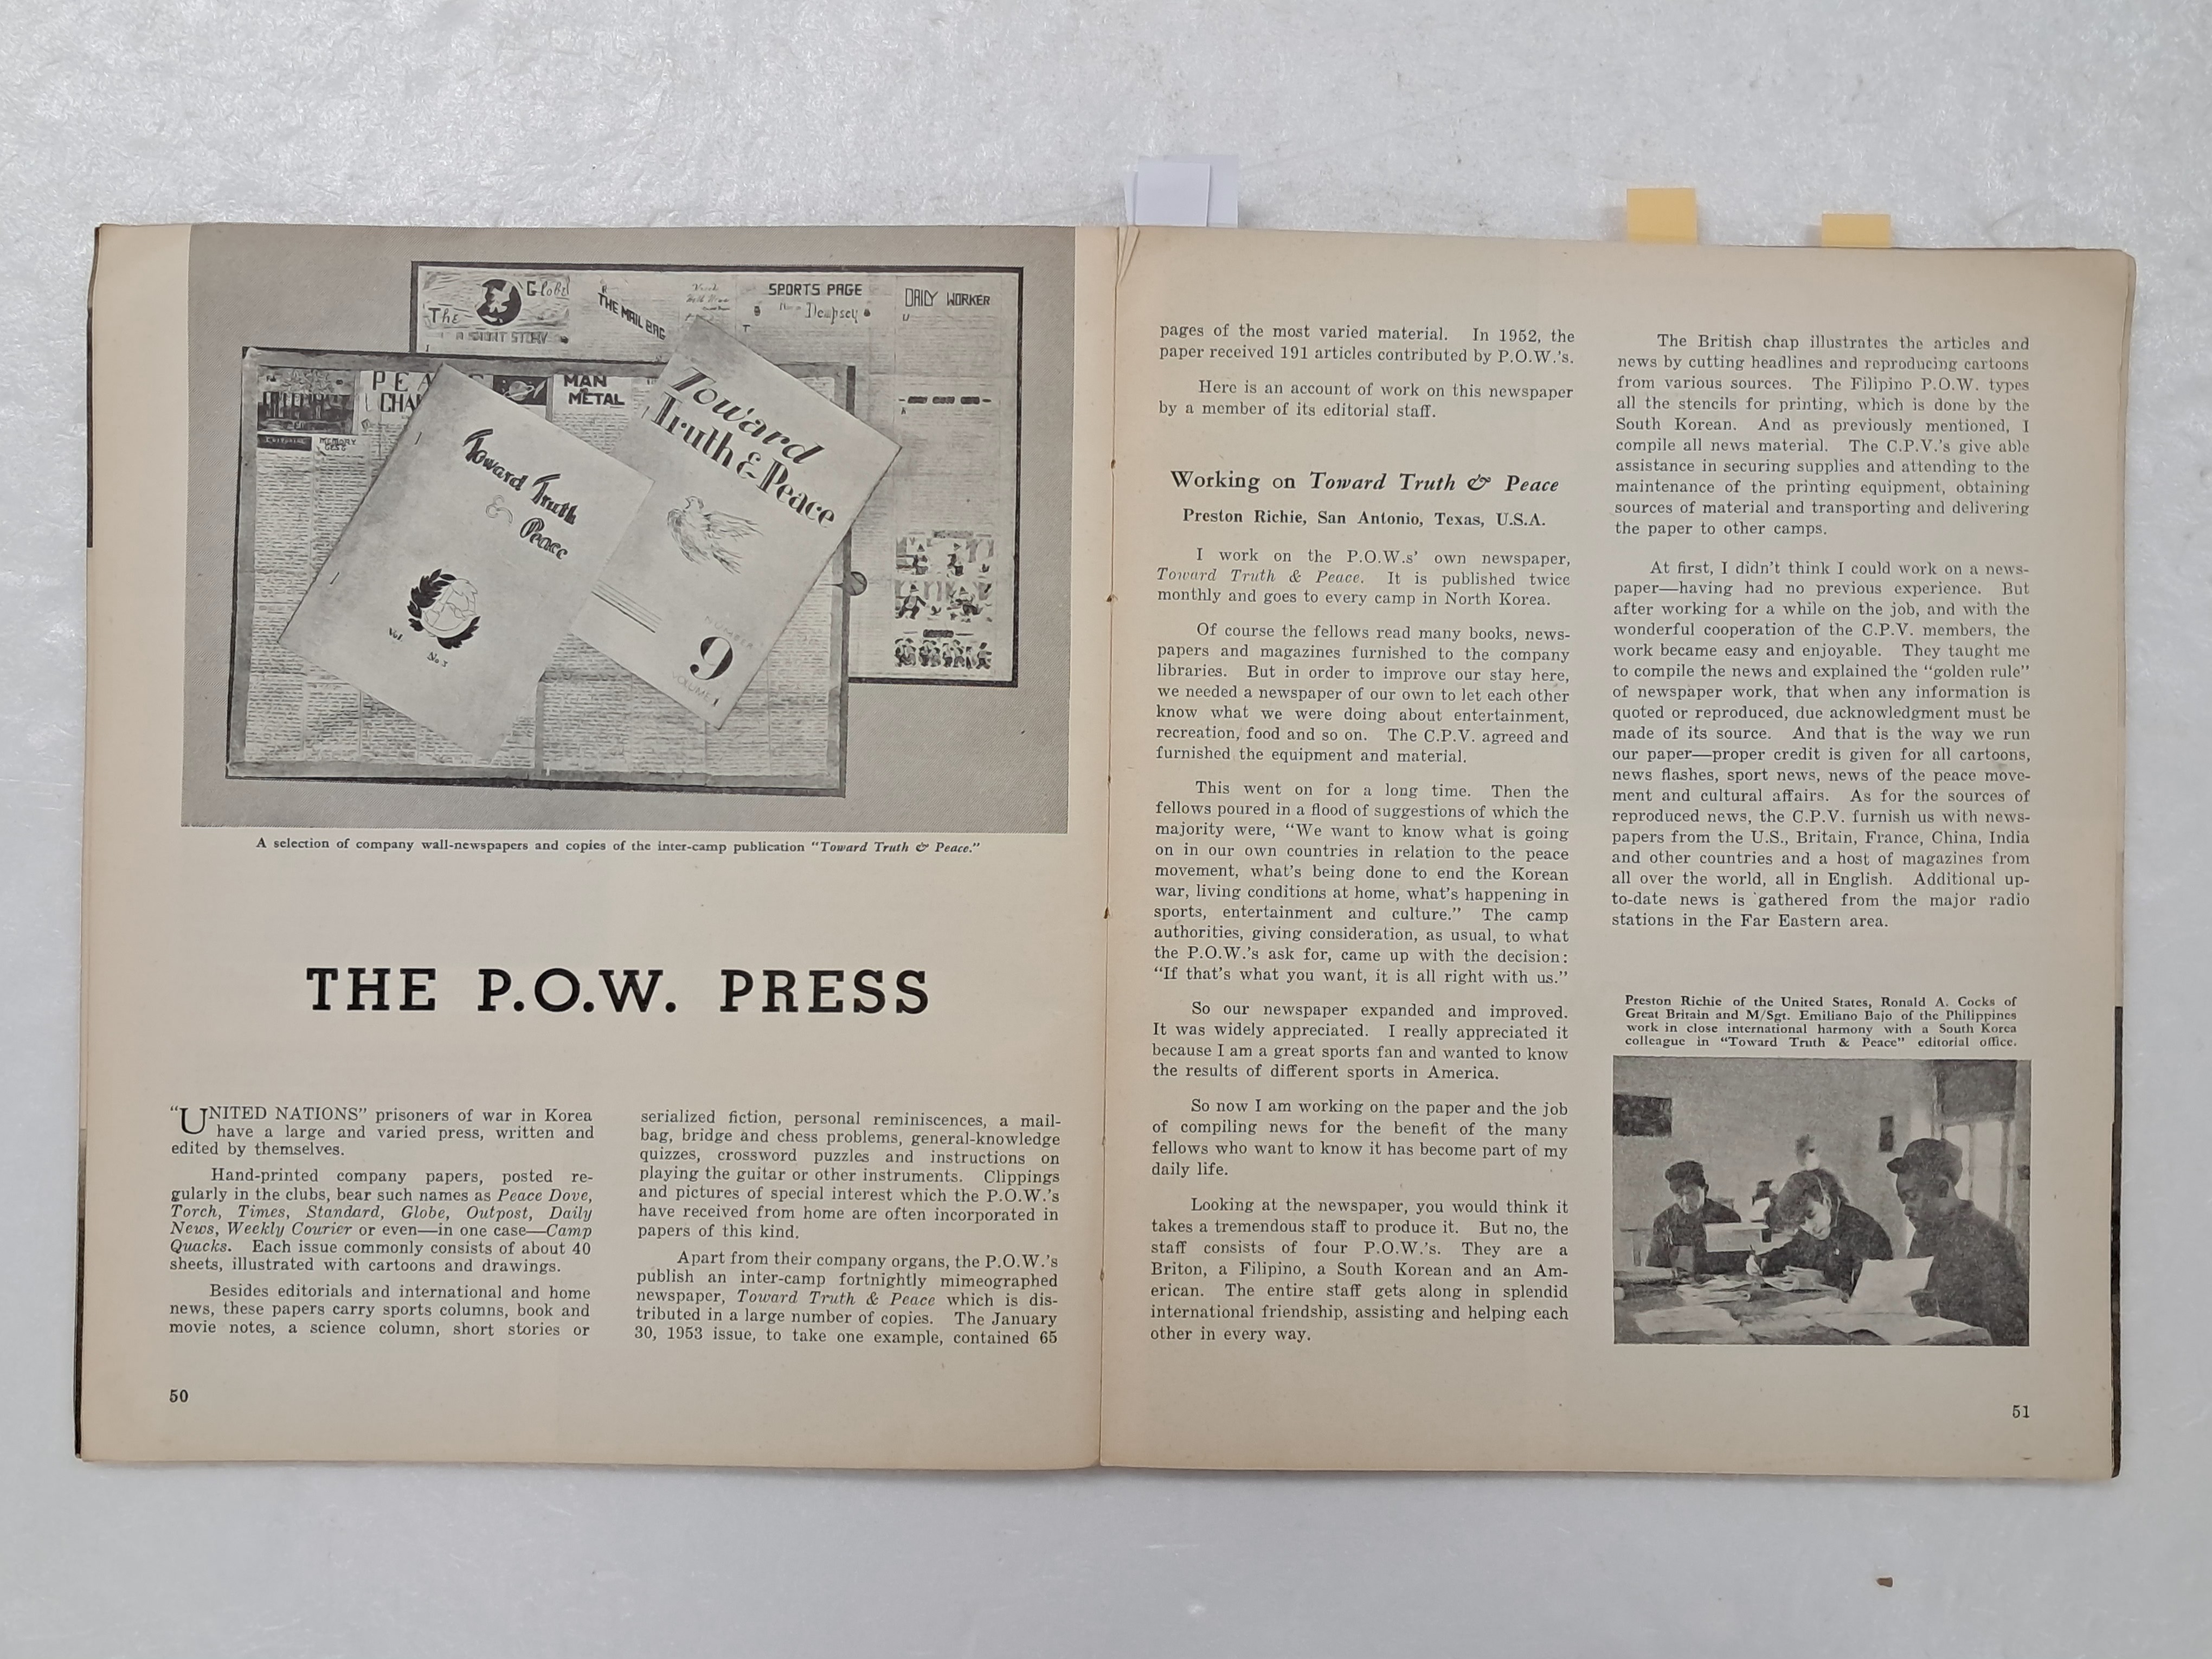 The Globe
A SHORT STORY
THE MAIL BAG
SPORTS PAGE
Dempsey
DAILY WORKER
MAN
METAL
EDITORIAL
Toward Truth
&
Peace
Vol.
No 3
Toward
Truth & Peace
NUMBER
9
VOLUME 1
A selection of company wall-newspapers and copies of the inter-camp publication "Toward Truth & Peace."
THE P.O.W. PRESS
"UNITED NATIONS" prisoners of war in Korea
have a large and varied press, written and
edited by themselves.
Hand-printed company papers, posted re-
gularly in the clubs, bear such names as Peace Dove,
Torch, Times, Standard, Globe, Outpost, Daily
News, Weekly Courier or even—in one case—Camp
Quacks. Each issue commonly consists of about 40
sheets, illustrated with cartoons and drawings.
Besides editorials and international and home
news, these papers carry sports columns, book and
movie notes, a science column, short stories or
serialized fiction, personal reminiscences, a mail-
bag, bridge and chess problems, general-knowledge
quizzes, crossword puzzles and instructions on
playing the guitar or other instruments. Clippings
and pictures of special interest which the P.O.W.'s
have received from home are often incorporated in
papers of this kind.
Apart from their company organs, the P.O.W.'s
publish an inter-camp fortnightly mimeographed
newspaper, Toward Truth & Peace which is dis-
tributed in a large number of copies. The January
30, 1953 issue, to take one example, contained 65
50
pages of the most varied material. In 1952, the
paper received 191 articles contributed by P.O.W.'s.
Here is an account of work on this newspaper
by a member of its editorial staff.
Working on Toward Truth & Peace
Preston Richie, San Antonio, Texas, U.S.A.
I work on the P.O.W.s' own newspaper,
Toward Truth & Peace. It is published twice
monthly and goes to every camp in North Korea.
Of course the fellows read many books, news-
papers and magazines furnished to the company
libraries. But in order to improve our stay here,
we needed a newspaper of our own to let each other
know what we were doing about entertainment,
recreation, food and so on. The C.P.V. agreed and
furnished the equipment and material.
This went on for a long time. Then the
fellows poured in a flood of suggestions of which the
majority were, "We want to know what is going
on in our own countries in relation to the peace
movement, what's being done to end the Korean
war, living conditions at home, what's happening in
sports, entertainment and culture." The camp
authorities, giving consideration, as usual, to what
the P.O.W.'s ask for, came up with the decision:
"If that's what you want, it is all right with us."
So our newspaper expanded and improved.
It was widely appreciated. I really appreciated it
because I am a great sports fan and wanted to know
the results of different sports in America.
So now I am working on the paper and the job
of compiling news for the benefit of the many
fellows who want to know it has become part of my
daily life.
Looking at the newspaper, you would think it
takes a tremendous staff to produce it. But no, the
staff consists of four P.O.W.'s. They are a
Briton, a Filipino, a South Korean and an Am-
erican. The entire staff gets along in splendid
international friendship, assisting and helping each
other in every way.
The British chap illustrates the articles and
news by cutting headlines and reproducing cartoons
from various sources. The Filipino P.O.W. types
all the stencils for printing, which is done by the
South Korean. And as previously mentioned, I
compile all news material. The C.P.V.'s give able
assistance in securing supplies and attending to the
maintenance of the printing equipment, obtaining
sources of material and transporting and delivering
the paper to other camps.
At first, I didn't think I could work on a news-
paper—having had no previous experience. But
after working for a while on the job, and with the
wonderful cooperation of the C.P.V. members, the
work became easy and enjoyable. They taught me
to compile the news and explained the "golden rule"
of newspaper work, that when any information is
quoted or reproduced, due acknowledgment must be
made of its source. And that is the way we run
our paper—proper credit is given for all cartoons,
news flashes, sport news, news of the peace move-
ment and cultural affairs. As for the sources of
reproduced news, the C.P.V. furnish us with news-
papers from the U.S., Britain, France, China, India
and other countries and a host of magazines from
all over the world, all in English. Additional up-
to-date news is gathered from the major radio
stations in the Far Eastern area.
Preston Richie of the United States, Ronald A. Cocks of
Great Britain and M/Sgt. Emiliano Bajo of the Philippines
work in close international harmony with a South Korea
colleague in "Toward Truth & Peace" editorial office.
51